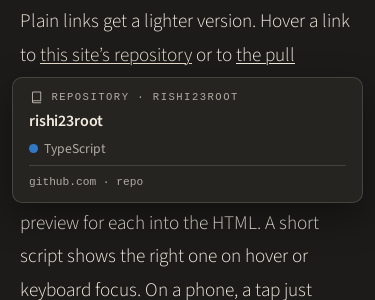 Plain links get a lighter version. Hover a link
to this site’s repository or to the pull
REPOSITORY · RISHI23ROOT
rishi23root
TypeScript
github.com · repo
preview for each into the HTML. A short
script shows the right one on hover or
keyboard focus. On a phone, a tap just